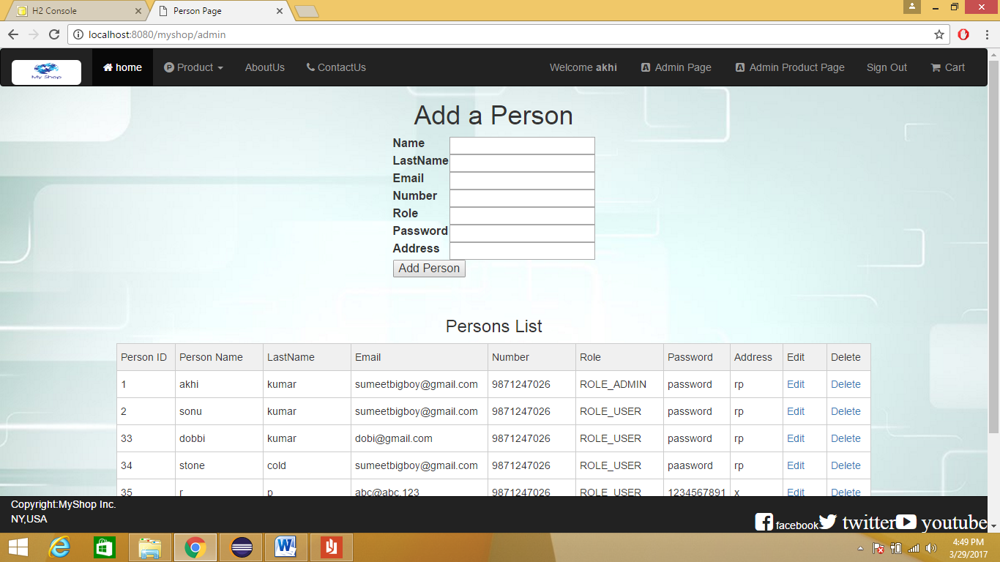 H2 Console
Person Page
localhost:8080/myshop/admin
My Shop
home
P Product
AboutUs
ContactUs
Welcome akhi
A Admin Page
A Admin Product Page
Sign Out
Cart
Add a Person
Name
LastName
Email
Number
Role
Password
Address
Add Person
Persons List
Person ID Person Name LastName Email Number Role Password Address Edit Delete
1 akhi kumar sumeetbigboy@gmail.com 9871247026 ROLE_ADMIN password rp Edit Delete
2 sonu kumar sumeetbigboy@gmail.com 9871247026 ROLE_USER password rp Edit Delete
33 dobbi kumar dobi@gmail.com 9871247026 ROLE_USER password rp Edit Delete
34 stone cold sumeetbigboy@gmail.com 9871247026 ROLE_USER paasword rp Edit Delete
35 r p abc@abc.123 9871247026 ROLE_USER 1234567891 x Edit Delete
Copyright:MyShop Inc.
NY,USA
facebook twitter youtube
4:49 PM
3/29/2017